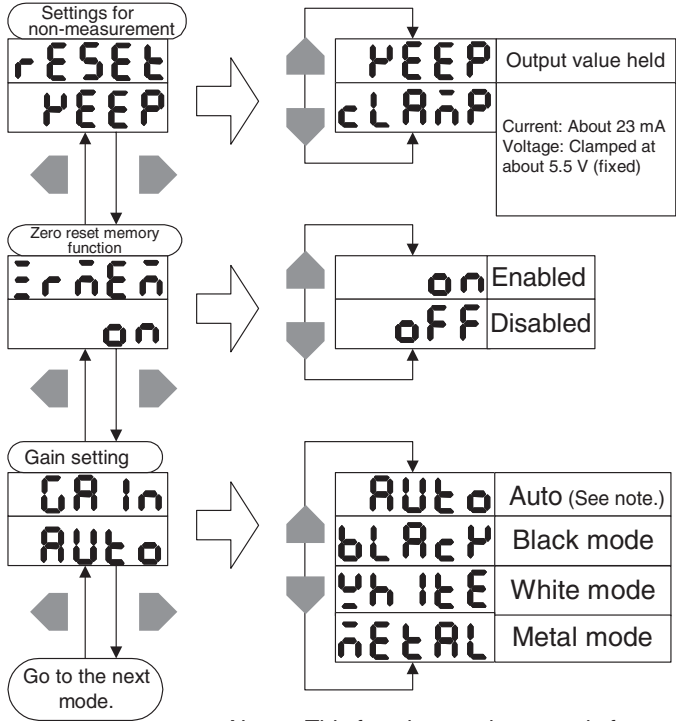 Settings for
non-measurement
rESEt
KEEP
KEEP
Output value held
cLAmP
Current: About 23 mA
Voltage: Clamped at
about 5.5 V (fixed)
Zero reset memory
function
ZrmEm
on
on
Enabled
oFF
Disabled
Gain setting
GAIn
AUto
AUto
Auto (See note.)
bLAcK
Black mode
WhItE
White mode
mEtAL
Metal mode
Go to the next
mode.